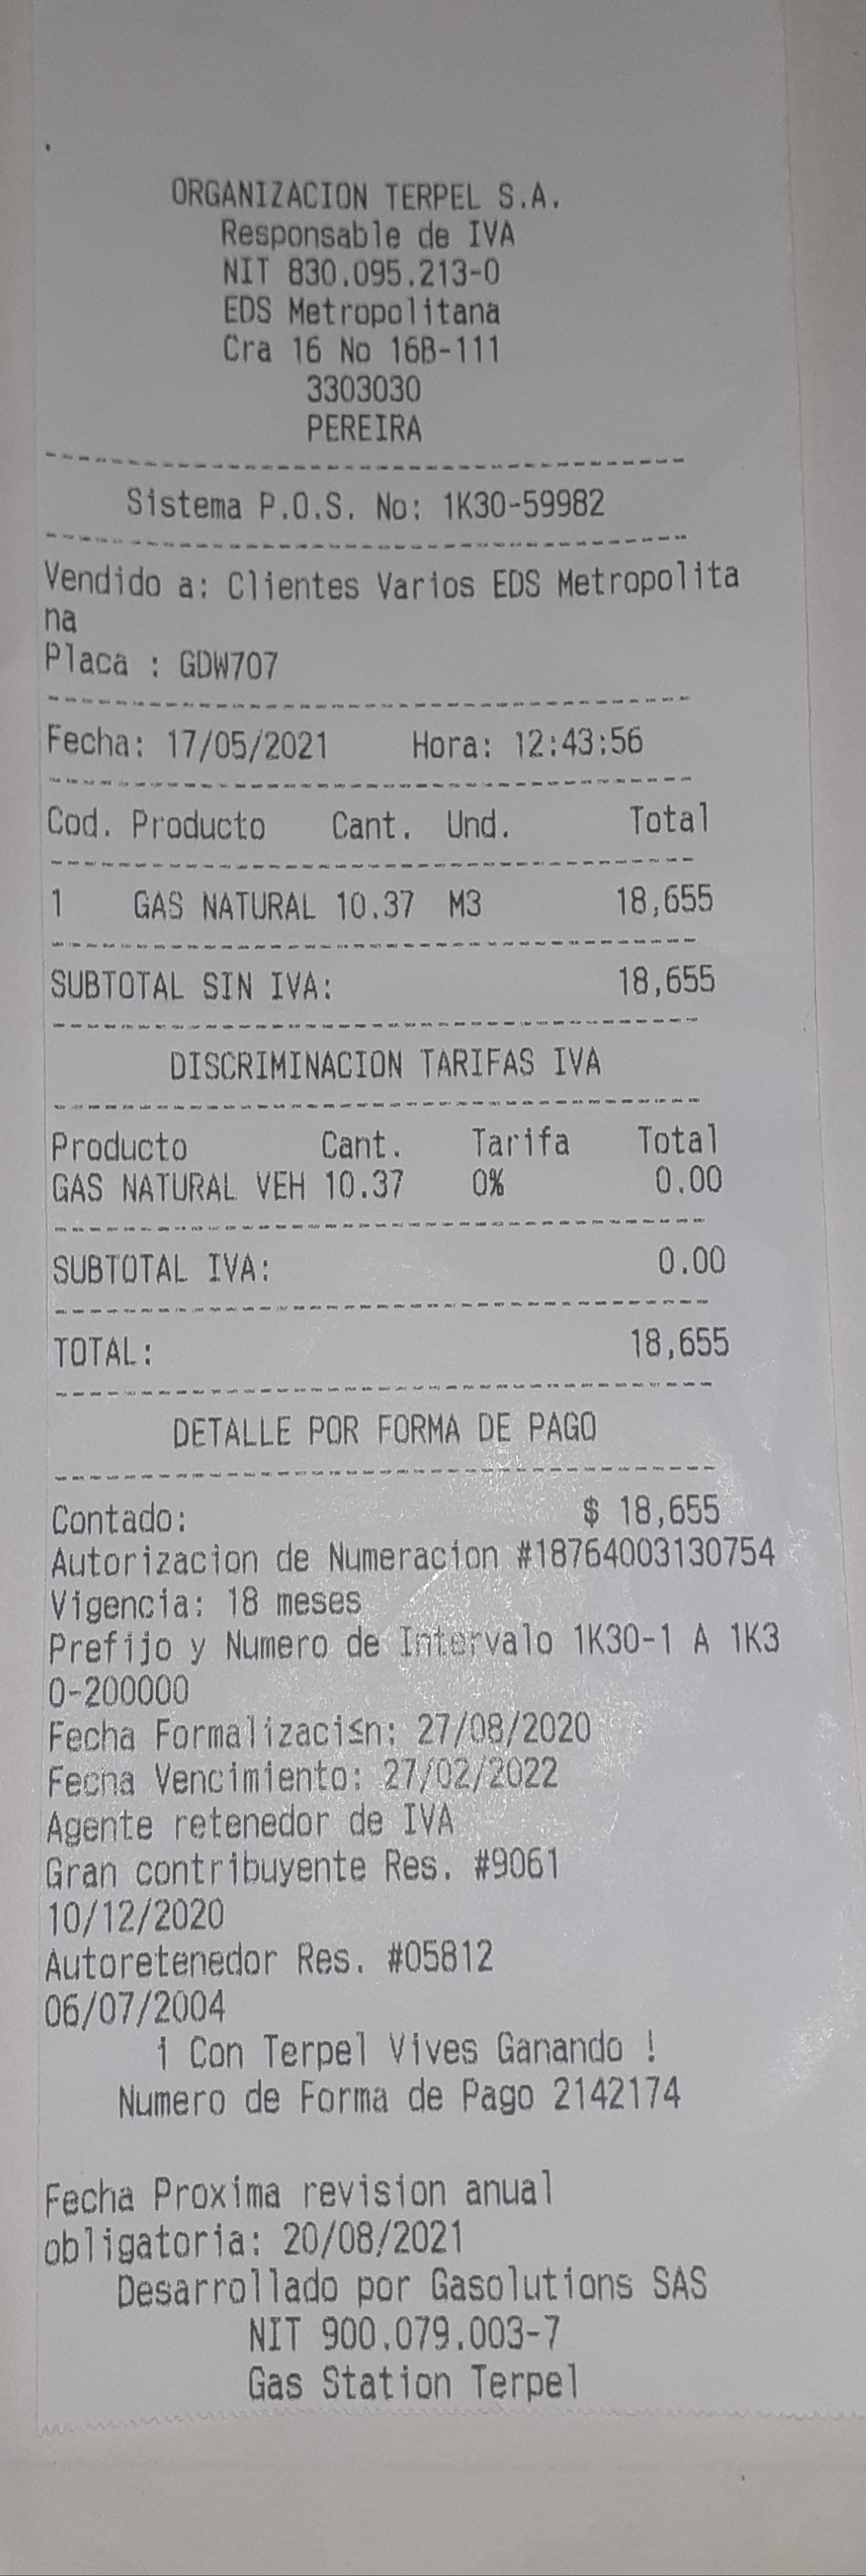 ORGANIZACION TERPEL S.A.
Responsable de IVA
NIT 830.095.213-0
EDS Metropolitana
Cra 16 No 16B-111
3303030
PEREIRA
Sistema P.O.S. No: 1K30-59982
Vendido a: Clientes Varios EDS Metropolita
na
Placa : GDW707
Fecha: 17/05/2021 Hora: 12:43:56
Cod. Producto Cant. Und. Total
1 GAS NATURAL 10.37 M3 18,655
SUBTOTAL SIN IVA: 18,655
DISCRIMINACION TARIFAS IVA
Producto Cant. Tarifa Total
GAS NATURAL VEH 10.37 0% 0.00
SUBTOTAL IVA: 0.00
TOTAL: 18,655
DETALLE POR FORMA DE PAGO
Contado: $ 18,655
Autorizacion de Numeracion #18764003130754
Vigencia: 18 meses
Prefijo y Numero de Intervalo 1K30-1 A 1K3
0-200000
Fecha Formalizaci≤n: 27/08/2020
Fecha Vencimiento: 27/02/2022
Agente retenedor de IVA
Gran contribuyente Res. #9061
10/12/2020
Autoretenedor Res. #05812
06/07/2004
¡ Con Terpel Vives Ganando !
Numero de Forma de Pago 2142174
Fecha Proxima revision anual
obligatoria: 20/08/2021
Desarrollado por Gasolutions SAS
NIT 900.079.003-7
Gas Station Terpel